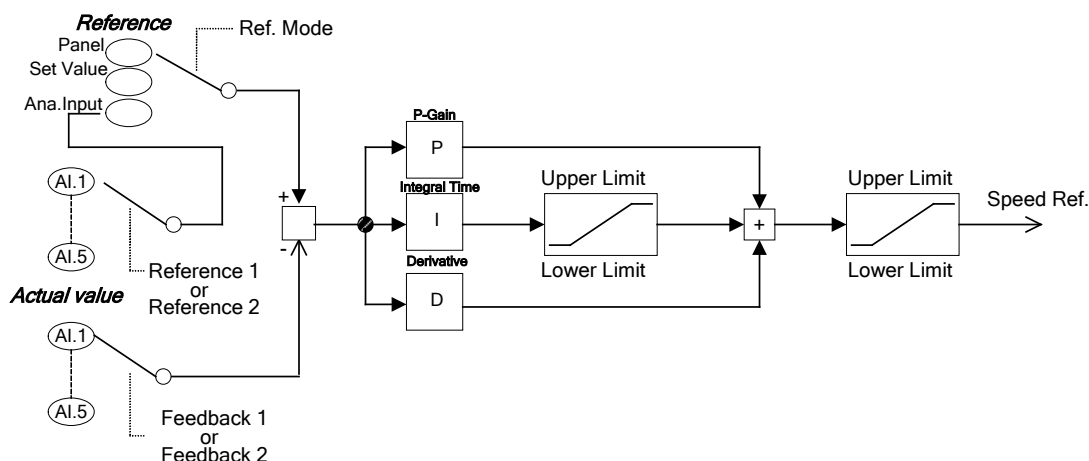 Reference
Panel
Set Value
Ana.Input
Ref. Mode
AI.1
AI.5
Reference 1
or
Reference 2
Actual value
AI.1
AI.5
Feedback 1
or
Feedback 2
+
-
P-Gain
P
Integral Time
I
Derivative
D
Upper Limit
Lower Limit
+
Upper Limit
Lower Limit
Speed Ref.